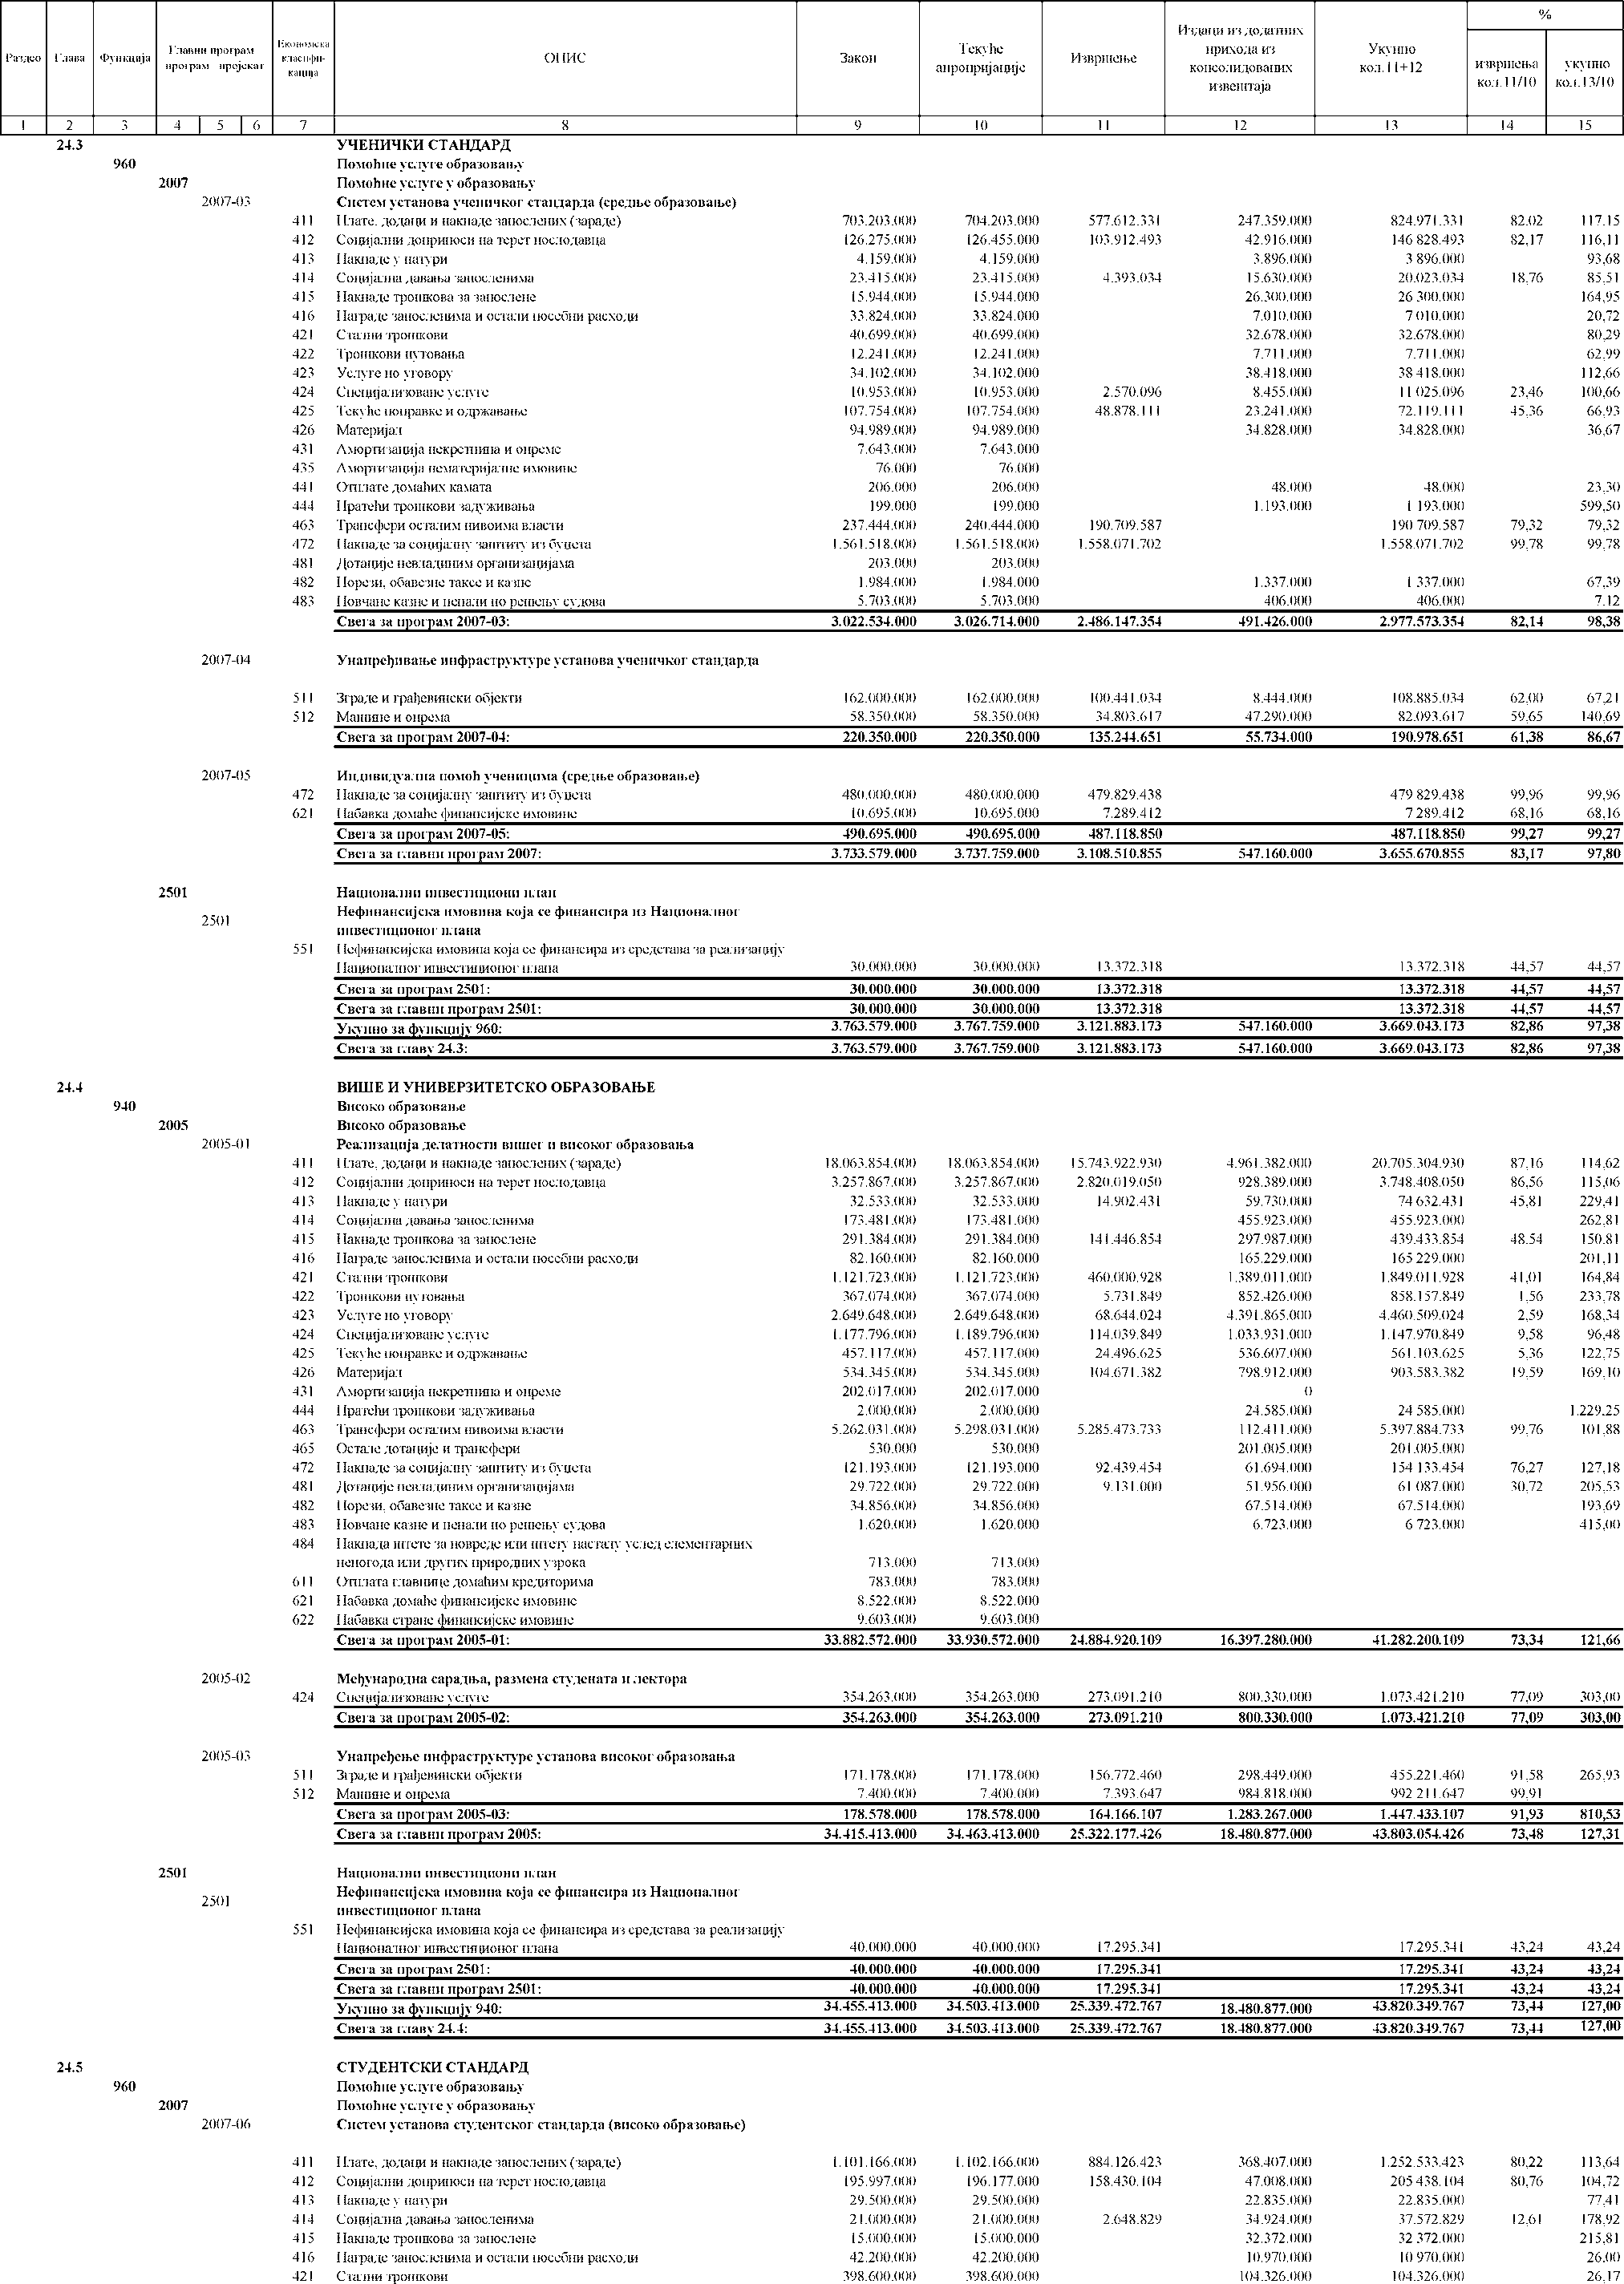 %
Раздео Глава Функција Главни програм програм пројекат Економска класифи-кација ОПИС Закон Текуће апропријације Извршење Издаци из додатних прихода из консолидованих извештаја Укупно кол.11+12 извршења кол.11/10 укупно кол.13/10
1 2 3 4 5 6 7 8 9 10 11 12 13 14 15
24.3 УЧЕНИЧКИ СТАНДАРД
960 Помоћне услуге образовању
2007 Помоћне услуге у образовању
2007-03 Систем установа ученичког стандарда (средње образовање)
411 Плате, додаци и накнаде запослених (зараде) 703.203.000 704.203.000 577.612.331 247.359.000 824.971.331 82,02 117,15
412 Социјални доприноси на терет послодавца 126.275.000 126.455.000 103.912.493 42.916.000 146.828.493 82,17 116,11
413 Накнаде у натури 4.159.000 4.159.000 3.896.000 3.896.000 93,68
414 Социјална давања запосленима 23.415.000 23.415.000 4.393.034 15.630.000 20.023.034 18,76 85,51
415 Накнаде трошкова за запослене 15.944.000 15.944.000 26.300.000 26.300.000 164,95
416 Награде запосленима и остали посебни расходи 33.824.000 33.824.000 7.010.000 7.010.000 20,72
421 Стални трошкови 40.699.000 40.699.000 32.678.000 32.678.000 80,29
422 Трошкови путовања 12.241.000 12.241.000 7.711.000 7.711.000 62,99
423 Услуге по уговору 34.102.000 34.102.000 38.418.000 38.418.000 112,66
424 Специјализоване услуге 10.953.000 10.953.000 2.570.096 8.455.000 11.025.096 23,46 100,66
425 Текуће поправке и одржавање 107.754.000 107.754.000 48.878.111 23.241.000 72.119.111 45,36 66,93
426 Материјал 94.989.000 94.989.000 34.828.000 34.828.000 36,67
431 Амортизација некретнина и опреме 7.643.000 7.643.000
435 Амортизација нематеријалне имовине 76.000 76.000
441 Отплате домаћих камата 206.000 206.000 48.000 48.000 23,30
444 Пратећи трошкови задуживања 199.000 199.000 1.193.000 1.193.000 599,50
463 Трансфери осталим нивоима власти 237.444.000 240.444.000 190.709.587 190.709.587 79,32 79,32
472 Накнаде за социјалну заштиту из буџета 1.561.518.000 1.561.518.000 1.558.071.702 1.558.071.702 99,78 99,78
481 Дотације невладиним организацијама 203.000 203.000
482 Порези, обавезне таксе и казне 1.984.000 1.984.000 1.337.000 1.337.000 67,39
483 Новчане казне и пенали по решењу судова 5.703.000 5.703.000 406.000 406.000 7,12
Свега за програм 2007-03: 3.022.534.000 3.026.714.000 2.486.147.354 491.426.000 2.977.573.354 82,14 98,38
2007-04 Унапређивање инфраструктуре установа ученичког стандарда
511 Зграде и грађевински објекти 162.000.000 162.000.000 100.441.034 8.444.000 108.885.034 62,00 67,21
512 Машине и опрема 58.350.000 58.350.000 34.803.617 47.290.000 82.093.617 59,65 140,69
Свега за програм 2007-04: 220.350.000 220.350.000 135.244.651 55.734.000 190.978.651 61,38 86,67
2007-05 Индивидуална помоћ ученицима (средње образовање)
472 Накнаде за социјалну заштиту из буџета 480.000.000 480.000.000 479.829.438 479.829.438 99,96 99,96
621 Набавка домаће финансијске имовине 10.695.000 10.695.000 7.289.412 7.289.412 68,16 68,16
Свега за програм 2007-05: 490.695.000 490.695.000 487.118.850 487.118.850 99,27 99,27
Свега за главни програм 2007: 3.733.579.000 3.737.759.000 3.108.510.855 547.160.000 3.655.670.855 83,17 97,80
2501 Национални инвестициони план
2501 Нефинансијска имовина која се финансира из Националног
инвестиционог плана
551 Нефинансијска имовина која се финансира из средстава за реализацију
Националног инвестиционог плана 30.000.000 30.000.000 13.372.318 13.372.318 44,57 44,57
Свега за програм 2501: 30.000.000 30.000.000 13.372.318 13.372.318 44,57 44,57
Свега за главни програм 2501: 30.000.000 30.000.000 13.372.318 13.372.318 44,57 44,57
Укупно за функцију 960: 3.763.579.000 3.767.759.000 3.121.883.173 547.160.000 3.669.043.173 82,86 97,38
Свега за главу 24.3: 3.763.579.000 3.767.759.000 3.121.883.173 547.160.000 3.669.043.173 82,86 97,38
24.4 ВИШЕ И УНИВЕРЗИТЕТСКО ОБРАЗОВАЊЕ
940 Високо образовање
2005 Високо образовање
2005-01 Реализација делатности вишег и високог образовања
411 Плате, додаци и накнаде запослених (зараде) 18.063.854.000 18.063.854.000 15.743.922.930 4.961.382.000 20.705.304.930 87,16 114,62
412 Социјални доприноси на терет послодавца 3.257.867.000 3.257.867.000 2.820.019.050 928.389.000 3.748.408.050 86,56 115,06
413 Накнаде у натури 32.533.000 32.533.000 14.902.431 59.730.000 74.632.431 45,81 229,41
414 Социјална давања запосленима 173.481.000 173.481.000 455.923.000 455.923.000 262,81
415 Накнаде трошкова за запослене 291.384.000 291.384.000 141.446.854 297.987.000 439.433.854 48,54 150,81
416 Награде запосленима и остали посебни расходи 82.160.000 82.160.000 165.229.000 165.229.000 201,11
421 Стални трошкови 1.121.723.000 1.121.723.000 460.000.928 1.389.011.000 1.849.011.928 41,01 164,84
422 Трошкови путовања 367.074.000 367.074.000 5.731.849 852.426.000 858.157.849 1,56 233,78
423 Услуге по уговору 2.649.648.000 2.649.648.000 68.644.024 4.391.865.000 4.460.509.024 2,59 168,34
424 Специјализоване услуге 1.177.796.000 1.189.796.000 114.039.849 1.033.931.000 1.147.970.849 9,58 96,48
425 Текуће поправке и одржавање 457.117.000 457.117.000 24.496.625 536.607.000 561.103.625 5,36 122,75
426 Материјал 534.345.000 534.345.000 104.671.382 798.912.000 903.583.382 19,59 169,10
431 Амортизација некретнина и опреме 202.017.000 202.017.000 0
444 Пратећи трошкови задуживања 2.000.000 2.000.000 24.585.000 24.585.000 1.229,25
463 Трансфери осталим нивоима власти 5.262.031.000 5.298.031.000 5.285.473.733 112.411.000 5.397.884.733 99,76 101,88
465 Остале дотације и трансфери 530.000 530.000 201.005.000 201.005.000
472 Накнаде за социјалну заштиту из буџета 121.193.000 121.193.000 92.439.454 61.694.000 154.133.454 76,27 127,18
481 Дотације невладиним организацијама 29.722.000 29.722.000 9.131.000 51.956.000 61.087.000 30,72 205,53
482 Порези, обавезне таксе и казне 34.856.000 34.856.000 67.514.000 67.514.000 193,69
483 Новчане казне и пенали по решењу судова 1.620.000 1.620.000 6.723.000 6.723.000 415,00
484 Накнада штете за повреде или штету насталу услед елементарних
непогода или других природних узрока 713.000 713.000
611 Отплата главнице домаћим кредиторима 783.000 783.000
621 Набавка домаће финансијске имовине 8.522.000 8.522.000
622 Набавка стране финансијске имовине 9.603.000 9.603.000
Свега за програм 2005-01: 33.882.572.000 33.930.572.000 24.884.920.109 16.397.280.000 41.282.200.109 73,34 121,66
2005-02 Међународна сарадња, размена студената и лектора
424 Специјализоване услуге 354.263.000 354.263.000 273.091.210 800.330.000 1.073.421.210 77,09 303,00
Свега за програм 2005-02: 354.263.000 354.263.000 273.091.210 800.330.000 1.073.421.210 77,09 303,00
2005-03 Унапређење инфраструктуре установа високог образовања
511 Зграде и грађевински објекти 171.178.000 171.178.000 156.772.460 298.449.000 455.221.460 91,58 265,93
512 Машине и опрема 7.400.000 7.400.000 7.393.647 984.818.000 992.211.647 99,91
Свега за програм 2005-03: 178.578.000 178.578.000 164.166.107 1.283.267.000 1.447.433.107 91,93 810,53
Свега за главни програм 2005: 34.415.413.000 34.463.413.000 25.322.177.426 18.480.877.000 43.803.054.426 73,48 127,31
2501 Национални инвестициони план
2501 Нефинансијска имовина која се финансира из Националног
инвестиционог плана
551 Нефинансијска имовина која се финансира из средстава за реализацију
Националног инвестиционог плана 40.000.000 40.000.000 17.295.341 17.295.341 43,24 43,24
Свега за програм 2501: 40.000.000 40.000.000 17.295.341 17.295.341 43,24 43,24
Свега за главни програм 2501: 40.000.000 40.000.000 17.295.341 17.295.341 43,24 43,24
Укупно за функцију 940: 34.455.413.000 34.503.413.000 25.339.472.767 18.480.877.000 43.820.349.767 73,44 127,00
Свега за главу 24.4: 34.455.413.000 34.503.413.000 25.339.472.767 18.480.877.000 43.820.349.767 73,44 127,00
24.5 СТУДЕНТСКИ СТАНДАРД
960 Помоћне услуге образовању
2007 Помоћне услуге у образовању
2007-06 Систем установа студентског стандарда (високо образовање)
411 Плате, додаци и накнаде запослених (зараде) 1.101.166.000 1.102.166.000 884.126.423 368.407.000 1.252.533.423 80,22 113,64
412 Социјални доприноси на терет послодавца 195.997.000 196.177.000 158.430.104 47.008.000 205.438.104 80,76 104,72
413 Накнаде у натури 29.500.000 29.500.000 22.835.000 22.835.000 77,41
414 Социјална давања запосленима 21.000.000 21.000.000 2.648.829 34.924.000 37.572.829 12,61 178,92
415 Накнаде трошкова за запослене 15.000.000 15.000.000 32.372.000 32.372.000 215,81
416 Награде запосленима и остали посебни расходи 42.200.000 42.200.000 10.970.000 10.970.000 26,00
421 Стални трошкови 398.600.000 398.600.000 104.326.000 104.326.000 26,17